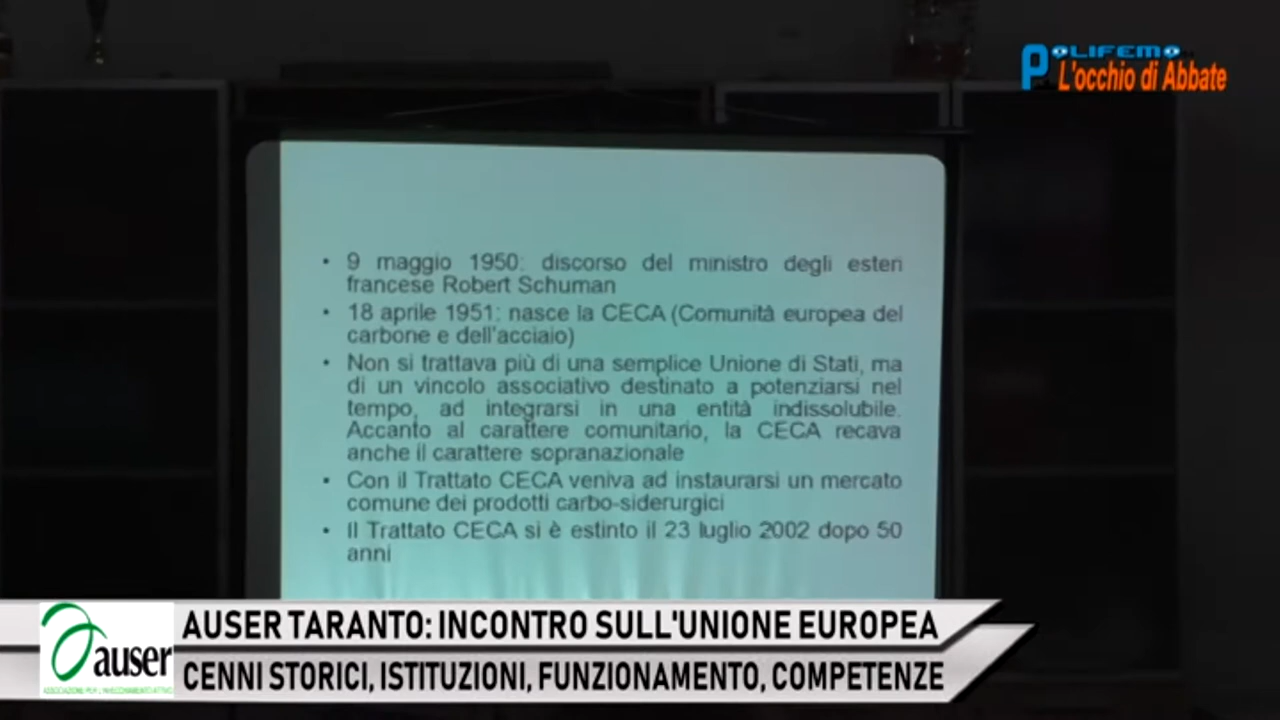 POLIFEMO
L'occhio di Abbate
• 9 maggio 1950: discorso del ministro degli esteri
francese Robert Schuman
• 18 aprile 1951: nasce la CECA (Comunità europea del
carbone e dell'acciaio)
• Non si trattava più di una semplice Unione di Stati, ma
di un vincolo associativo destinato a potenziarsi nel
tempo, ad integrarsi in una entità indissolubile.
Accanto al carattere comunitario, la CECA recava
anche il carattere sopranazionale
• Con il Trattato CECA veniva ad instaurarsi un mercato
comune dei prodotti carbo-siderurgici
• Il Trattato CECA si è estinto il 23 luglio 2002 dopo 50
anni
auser
AUSER TARANTO: INCONTRO SULL'UNIONE EUROPEA
CENNI STORICI, ISTITUZIONI, FUNZIONAMENTO, COMPETENZE